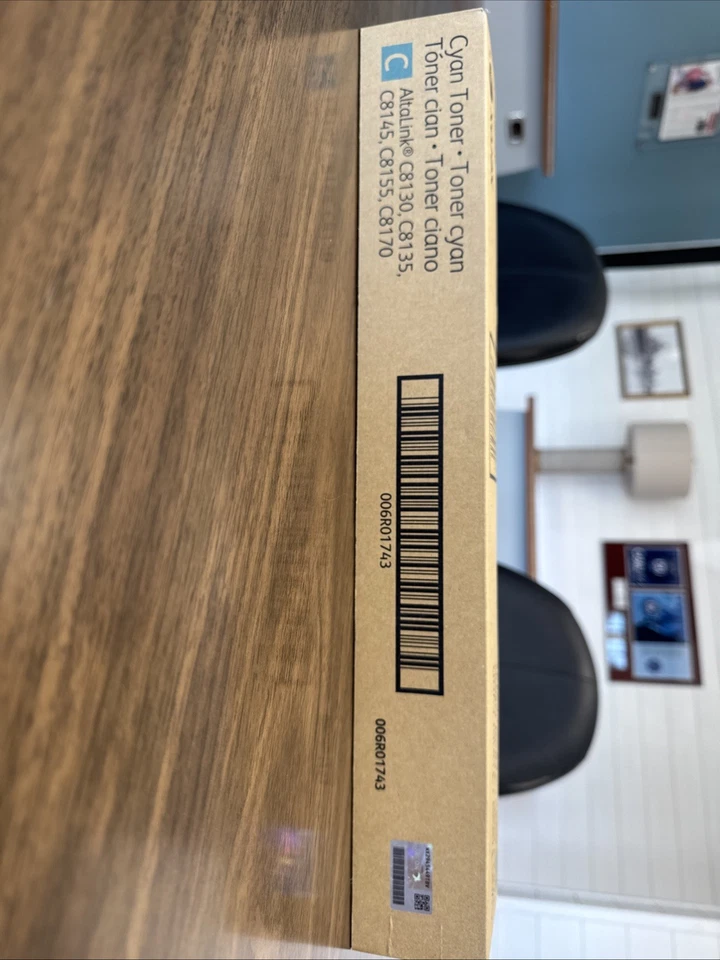 Cyan Toner • Toner cyan
Tóner cian • Toner ciano
C
AltaLink® C8130, C8135,
C8145, C8155, C8170
006R01743
006R01743